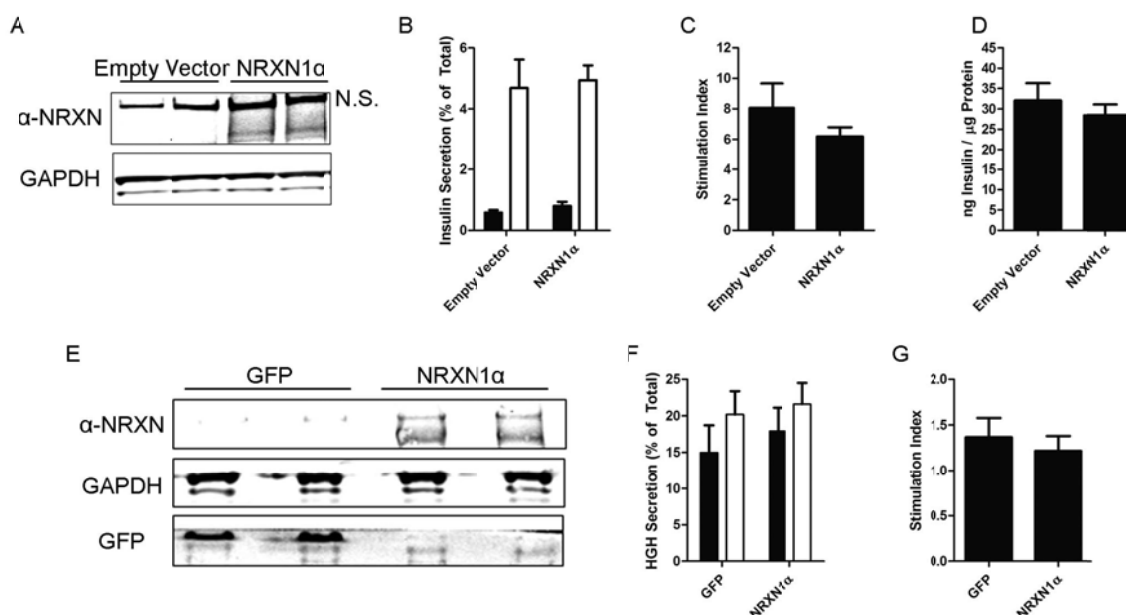 A
Empty Vector NRXN1α
α-NRXN
N.S.
GAPDH
B
Insulin Secretion (% of Total)
6
4
2
0
Empty Vector
NRXN1α
C
Stimulation Index
12
10
8
6
4
2
0
Empty Vector
NRXN1α
D
ng Insulin / µg Protein
45
40
35
30
25
20
15
10
5
0
Empty Vector
NRXN1α
E
GFP NRXN1α
α-NRXN
GAPDH
GFP
F
HGH Secretion (% of Total)
25
20
15
10
5
0
GFP
NRXN1α
G
Stimulation Index
2.0
1.5
1.0
0.5
0.0
GFP
NRXN1α